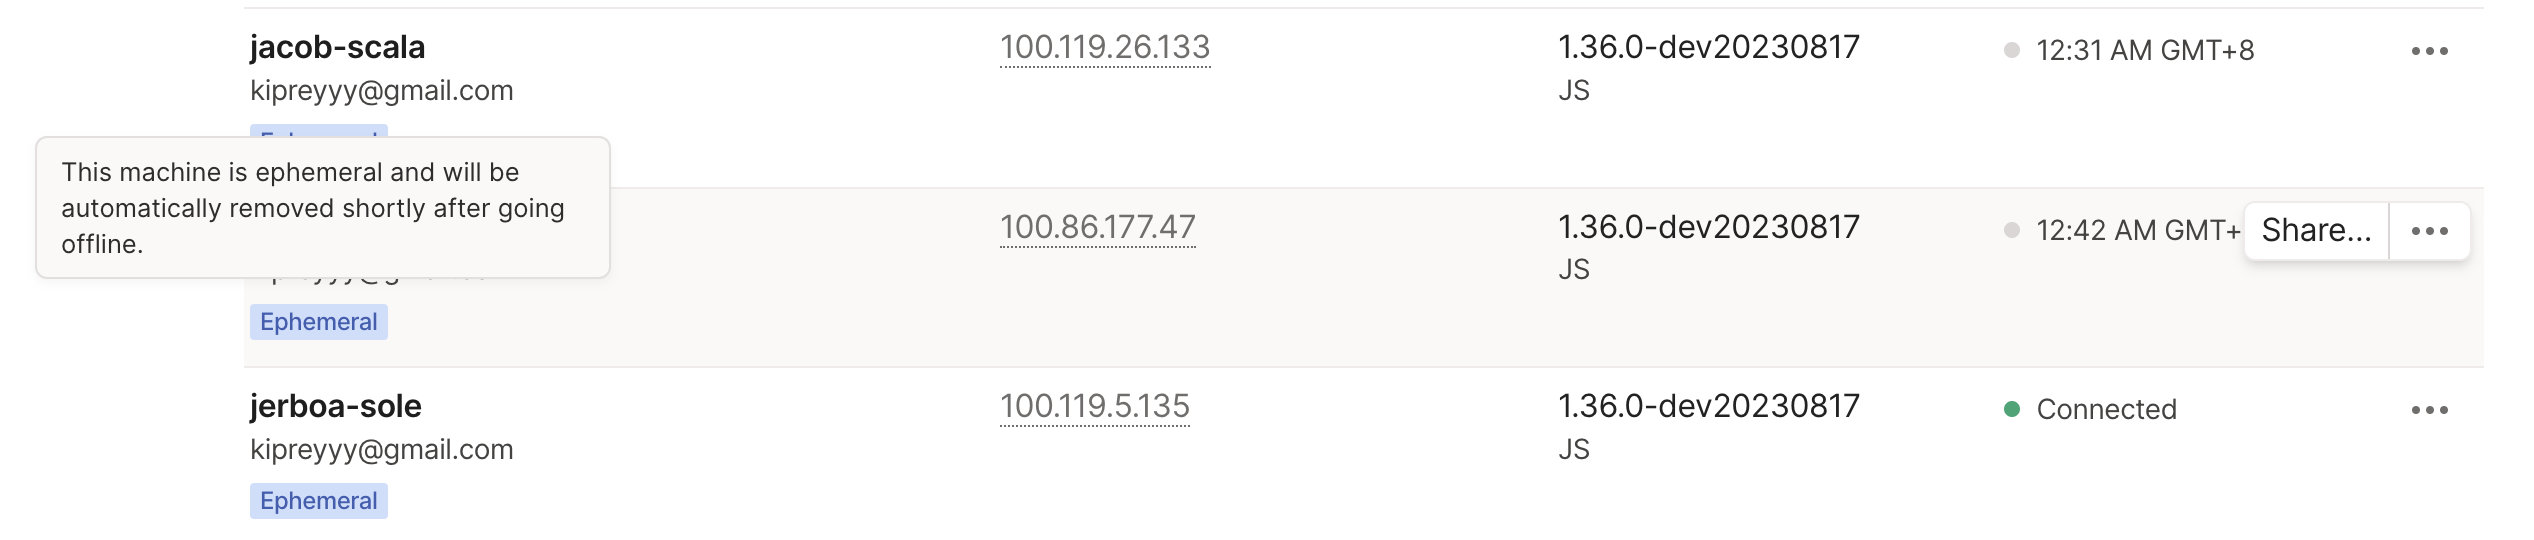 jacob-scala 100.119.26.133 1.36.0-dev20230817 12:31 AM GMT+8
kipreyyy@gmail.com JS
This machine is ephemeral and will be
automatically removed shortly after going
offline.
100.86.177.47 1.36.0-dev20230817 12:42 AM GMT+ Share...
JS
Ephemeral
jerboa-sole 100.119.5.135 1.36.0-dev20230817 Connected
kipreyyy@gmail.com JS
Ephemeral